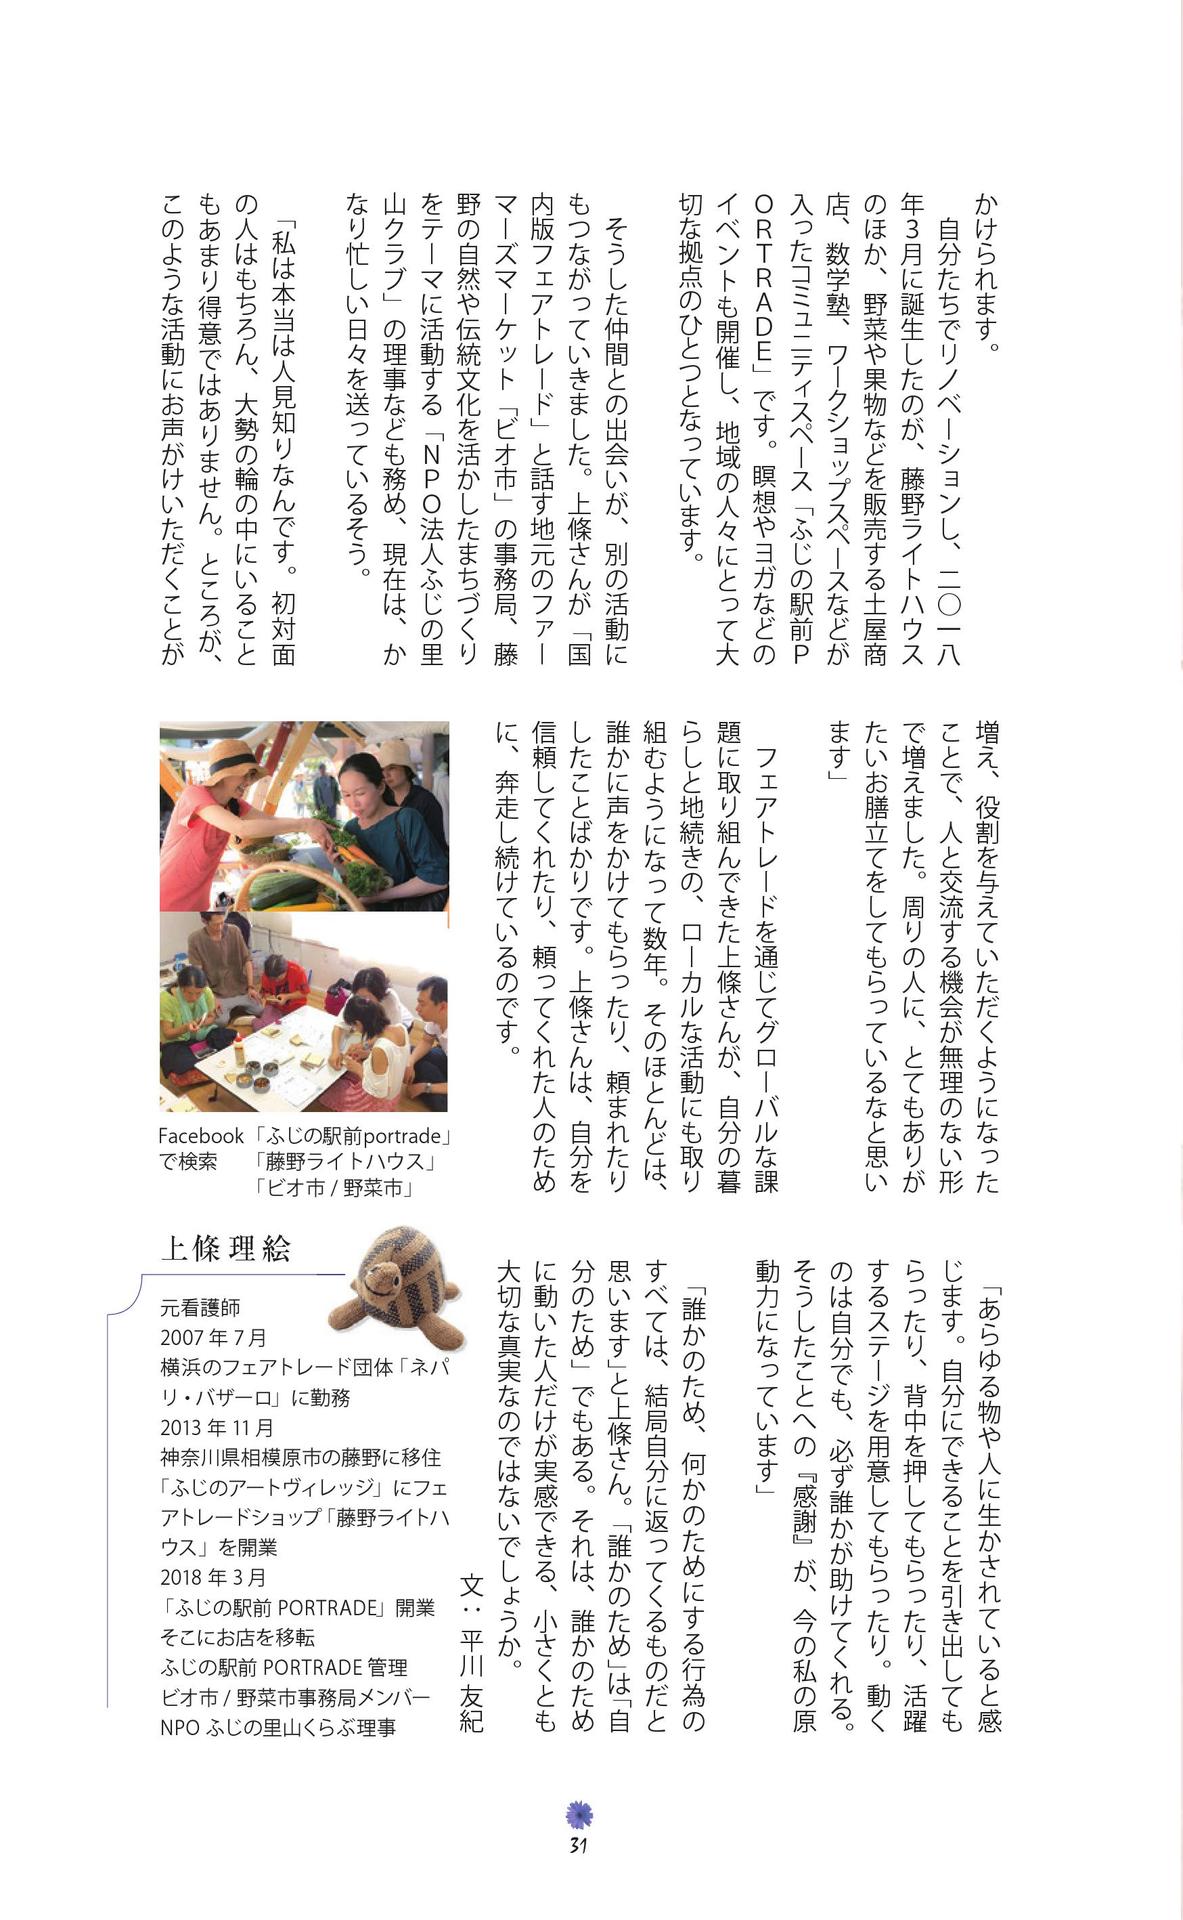 かけられます。
　自分たちでリノベーションし、二〇一八
年３月に誕生したのが、藤野ライトハウス
のほか、野菜や果物などを販売する土屋商
店、数学塾、ワークショップスペースなどが
入ったコミュニティスペース「ふじの駅前Ｐ
ＯＲＴＲＡＤＥ」です。瞑想やヨガなどの
イベントも開催し、地域の人々にとって大
切な拠点のひとつとなっています。
　そうした仲間との出会いが、別の活動に
もつながっていきました。上條さんが「国
内版フェアトレード」と話す地元のファー
マーズマーケット「ビオ市」の事務局、藤
野の自然や伝統文化を活かしたまちづくり
をテーマに活動する「ＮＰＯ法人ふじの里
山クラブ」の理事なども務め、現在は、か
なり忙しい日々を送っているそう。
　「私は本当は人見知りなんです。初対面
の人はもちろん、大勢の輪の中にいること
もあまり得意ではありません。ところが、
このような活動にお声がけいただくことが
増え、役割を与えていただくようになった
ことで、人と交流する機会が無理のない形
で増えました。周りの人に、とてもありが
たいお膳立てをしてもらっているなと思い
ます」
　フェアトレードを通じてグローバルな課
題に取り組んできた上條さんが、自分の暮
らしと地続きの、ローカルな活動にも取り
組むようになって数年。そのほとんどは、
誰かに声をかけてもらったり、頼まれたり
したことばかりです。上條さんは、自分を
信頼してくれたり、頼ってくれた人のため
に、奔走し続けているのです。
Facebook「ふじの駅前portrade」
で検索　「藤野ライトハウス」
「ビオ市 / 野菜市」
　「あらゆる物や人に生かされていると感
じます。自分にできることを引き出しても
らったり、背中を押してもらったり、活躍
するステージを用意してもらったり。動く
のは自分でも、必ず誰かが助けてくれる。
そうしたことへの『感謝』が、今の私の原
動力になっています」
　「誰かのため、何かのためにする行為の
すべては、結局自分に返ってくるものだと
思います」と上條さん。「誰かのため」は「自
分のため」でもある。それは、誰かのため
に動いた人だけが実感できる、小さくとも
大切な真実なのではないでしょうか。
文：平川 友紀
上條 理絵
元看護師
2007 年 7 月
横浜のフェアトレード団体「ネパ
リ・バザーロ」に勤務
2013 年 11 月
神奈川県相模原市の藤野に移住
「ふじのアートヴィレッジ」にフェ
アトレードショップ「藤野ライトハ
ウス」を開業
2018 年 3 月
「ふじの駅前 PORTRADE」開業
そこにお店を移転
ふじの駅前 PORTRADE 管理
ビオ市 / 野菜市事務局メンバー
NPO ふじの里山くらぶ理事
31